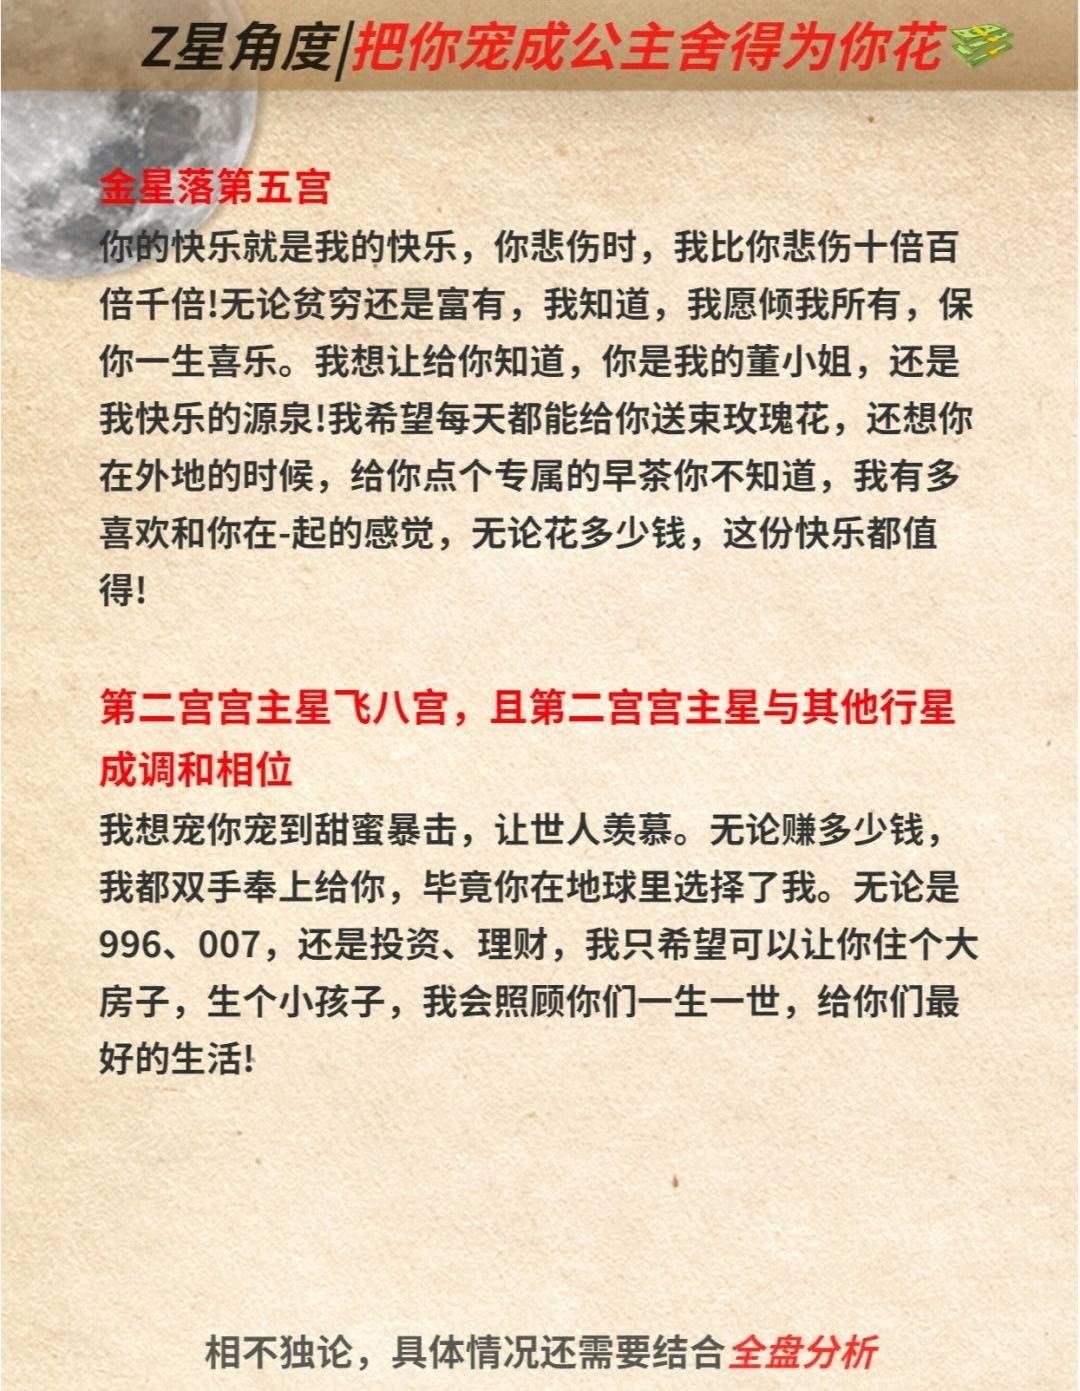 Z星角度|把你宠成公主舍得为你花
金星落第五宫
你的快乐就是我的快乐，你悲伤时，我比你悲伤十倍百
倍千倍!无论贫穷还是富有，我知道，我愿倾我所有，保
你一生喜乐。我想让给你知道，你是我的董小姐，还是
我快乐的源泉!我希望每天都能给你送束玫瑰花，还想你
在外地的时候，给你点个专属的早茶你不知道，我有多
喜欢和你在-起的感觉，无论花多少钱，这份快乐都值
得!
第二宫宫主星飞八宫，且第二宫宫主星与其他行星
成调和相位
我想宠你宠到甜蜜暴击，让世人羡慕。无论赚多少钱，
我都双手奉上给你，毕竟你在地球里选择了我。无论是
996、007，还是投资、理财，我只希望可以让你住个大
房子，生个小孩子，我会照顾你们一生一世，给你们最
好的生活!
相不独论，具体情况还需要结合全盘分析